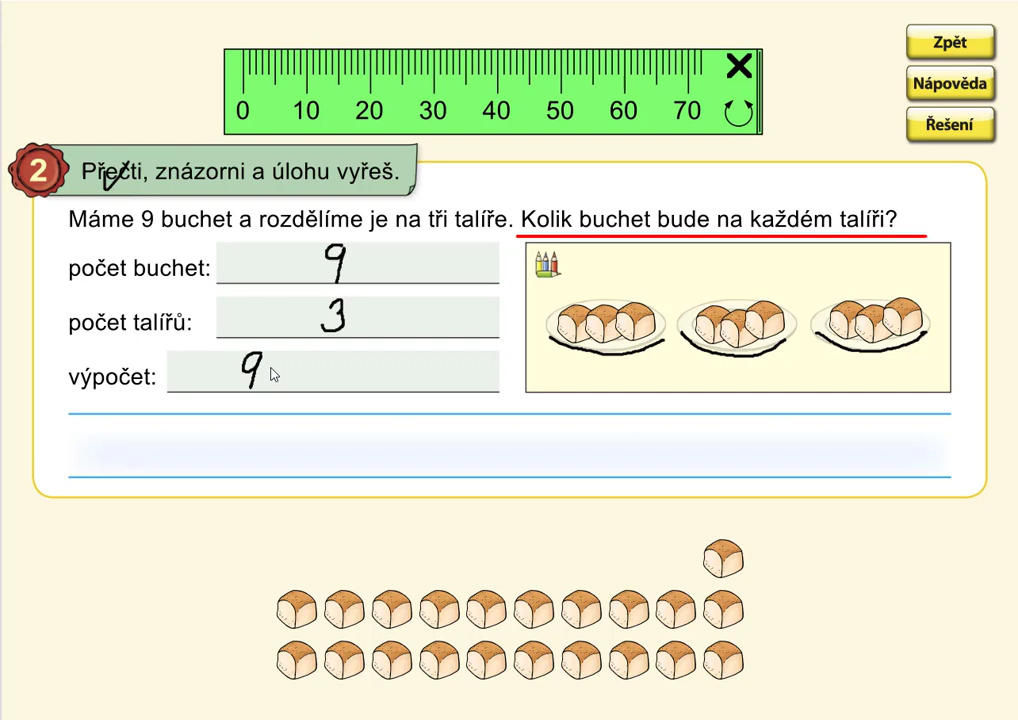 Zpět
Nápověda
Řešení
0 10 20 30 40 50 60 70
2 Přečti, znázorni a úlohu vyřeš.
Máme 9 buchet a rozdělíme je na tři talíře. Kolik buchet bude na každém talíři?
počet buchet: 9
počet talířů: 3
výpočet: 9